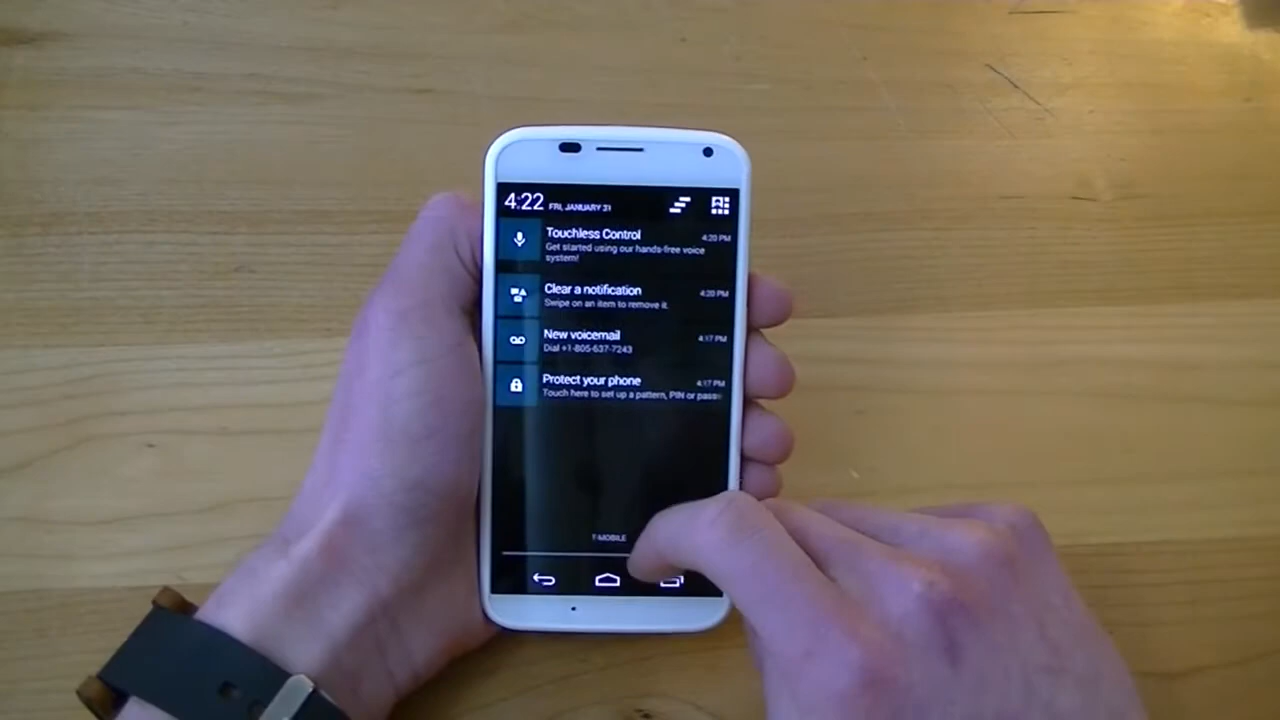 4:22 FRI, JANUARY 31
Touchless Control 4:20 PM
Get started using our hands-free voice
system!
Clear a notification 4:20 PM
Swipe on an item to remove it.
New voicemail 4:17 PM
Dial +1-805-637-7243
Protect your phone 4:17 PM
Touch here to set up a pattern, PIN or passw
T-MOBILE